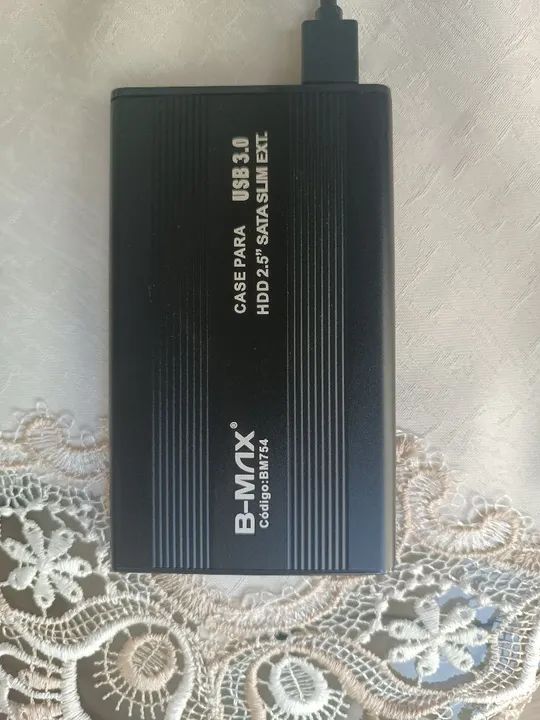 CASE PARA USB 3.0
HDD 2.5” SATA SLIM EXT.
B-MAX®
Código:BM754